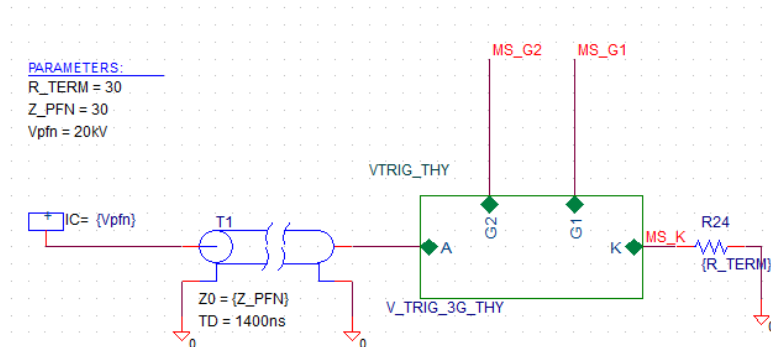 MS_G2
MS_G1
PARAMETERS:
R_TERM = 30
Z_PFN = 30
Vpfn = 20kV
VTRIG_THY
+
IC= {Vpfn}
T1
A
G2
G1
K
MS_K
R24
{R_TERM}
Z0 = {Z_PFN}
TD = 1400ns
V_TRIG_3G_THY
0
0
0